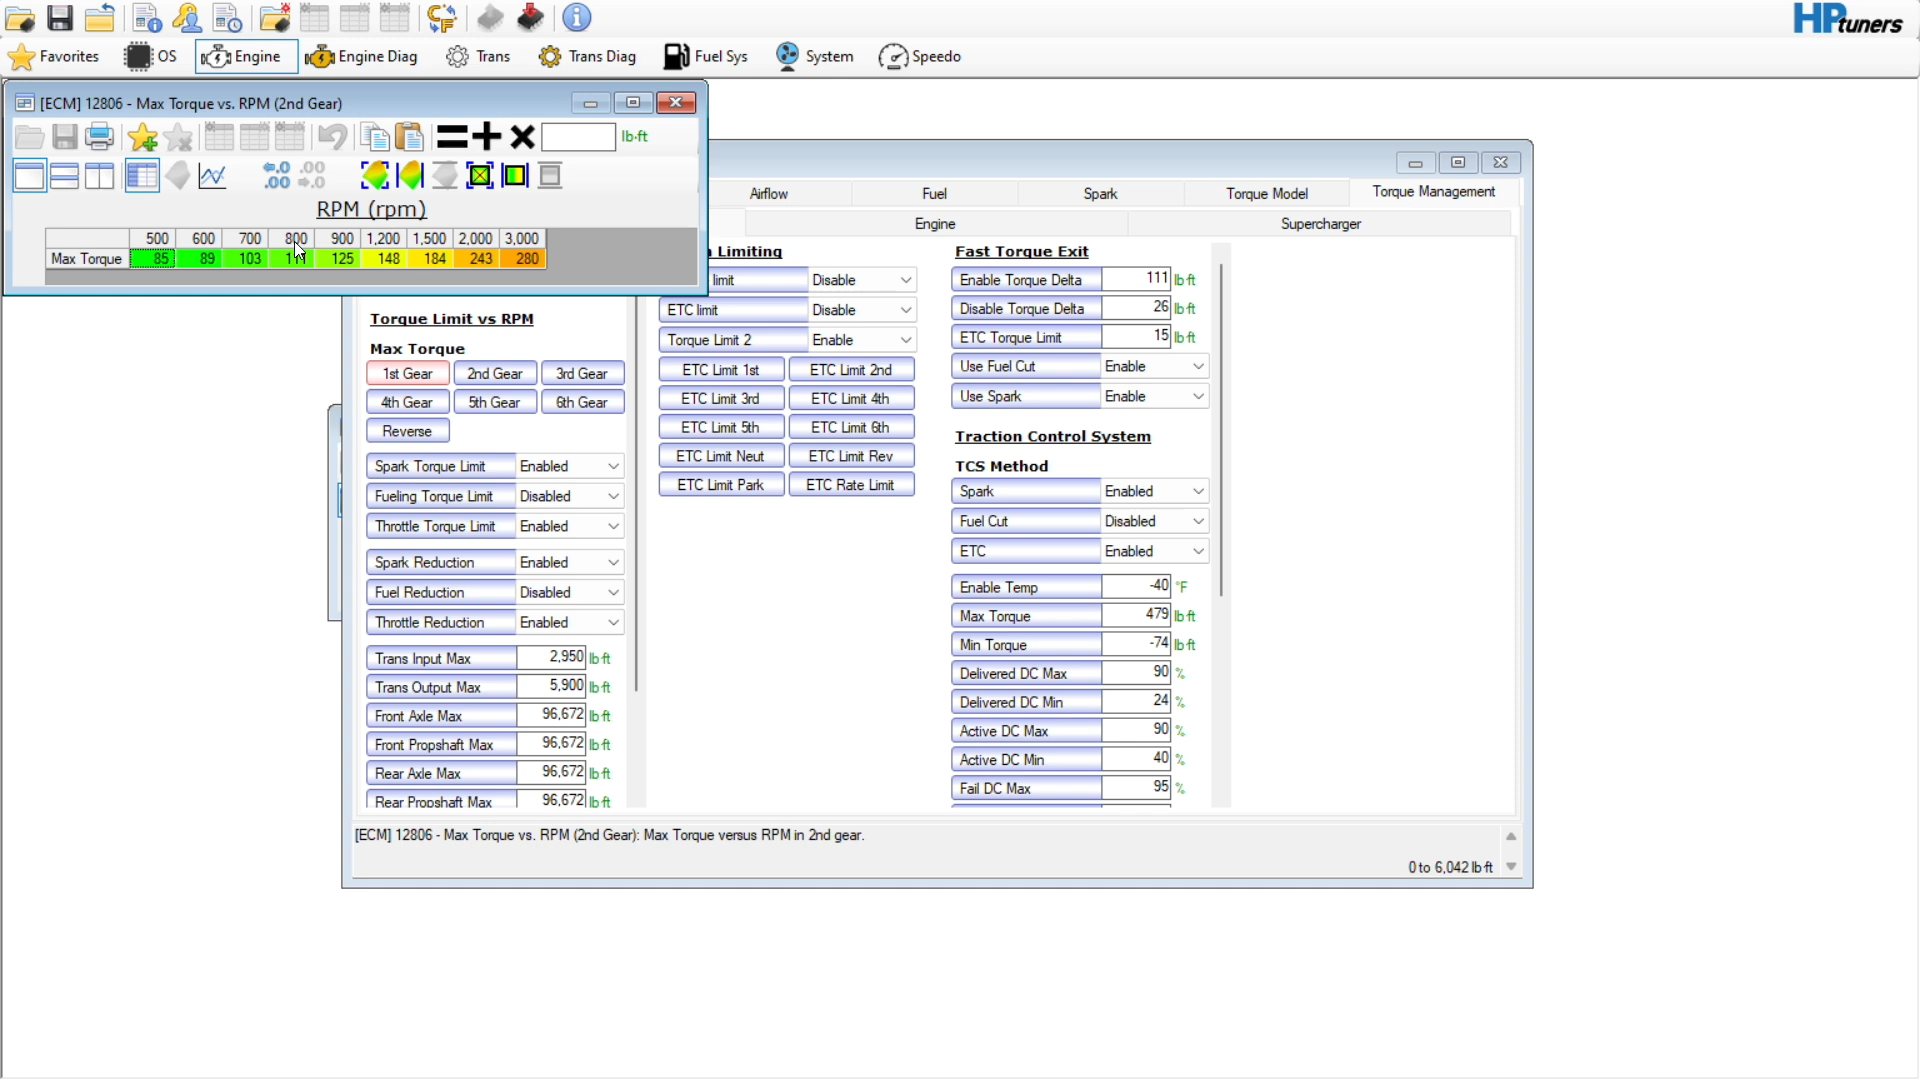 HPtuners
Favorites OS Engine Engine Diag Trans Trans Diag Fuel Sys System Speedo
[ECM] 12806 - Max Torque vs. RPM (2nd Gear)
lb·ft
RPM (rpm)
500 600 700 800 900 1,200 1,500 2,000 3,000
Max Torque 85 89 103 111 125 148 184 243 280
Airflow Fuel Spark Torque Model Torque Management
Engine Supercharger
Limiting
limit Disable
ETC limit Disable
Torque Limit 2 Enable
ETC Limit 1st ETC Limit 2nd
ETC Limit 3rd ETC Limit 4th
ETC Limit 5th ETC Limit 6th
ETC Limit Neut ETC Limit Rev
ETC Limit Park ETC Rate Limit
Torque Limit vs RPM
Max Torque
1st Gear 2nd Gear 3rd Gear
4th Gear 5th Gear 6th Gear
Reverse
Spark Torque Limit Enabled
Fueling Torque Limit Disabled
Throttle Torque Limit Enabled
Spark Reduction Enabled
Fuel Reduction Disabled
Throttle Reduction Enabled
Trans Input Max 2,950 lb·ft
Trans Output Max 5,900 lb·ft
Front Axle Max 96,672 lb·ft
Front Propshaft Max 96,672 lb·ft
Rear Axle Max 96,672 lb·ft
Rear Propshaft Max 96,672 lb·ft
Fast Torque Exit
Enable Torque Delta 111 lb·ft
Disable Torque Delta 26 lb·ft
ETC Torque Limit 15 lb·ft
Use Fuel Cut Enable
Use Spark Enable
Traction Control System
TCS Method
Spark Enabled
Fuel Cut Disabled
ETC Enabled
Enable Temp -40 °F
Max Torque 479 lb·ft
Min Torque -74 lb·ft
Delivered DC Max 90 %
Delivered DC Min 24 %
Active DC Max 90 %
Active DC Min 40 %
Fail DC Max 95 %
[ECM] 12806 - Max Torque vs. RPM (2nd Gear): Max Torque versus RPM in 2nd gear.
0 to 6,042 lb·ft